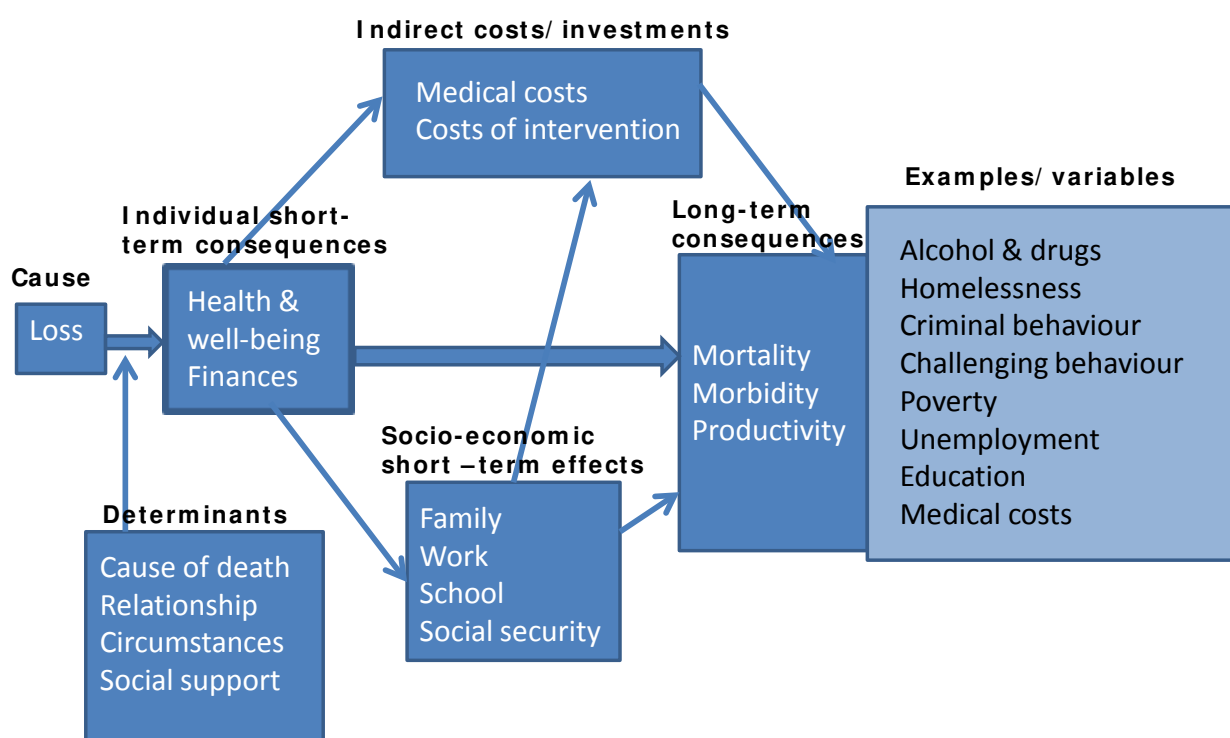 Indirect costs/ investments
Medical costs
Costs of intervention
Individual short-
term consequences
Health &
well-being
Finances
Cause
Loss
Determinants
Cause of death
Relationship
Circumstances
Social support
Socio-economic
short –term effects
Family
Work
School
Social security
Long-term
consequences
Mortality
Morbidity
Productivity
Examples/ variables
Alcohol & drugs
Homelessness
Criminal behaviour
Challenging behaviour
Poverty
Unemployment
Education
Medical costs